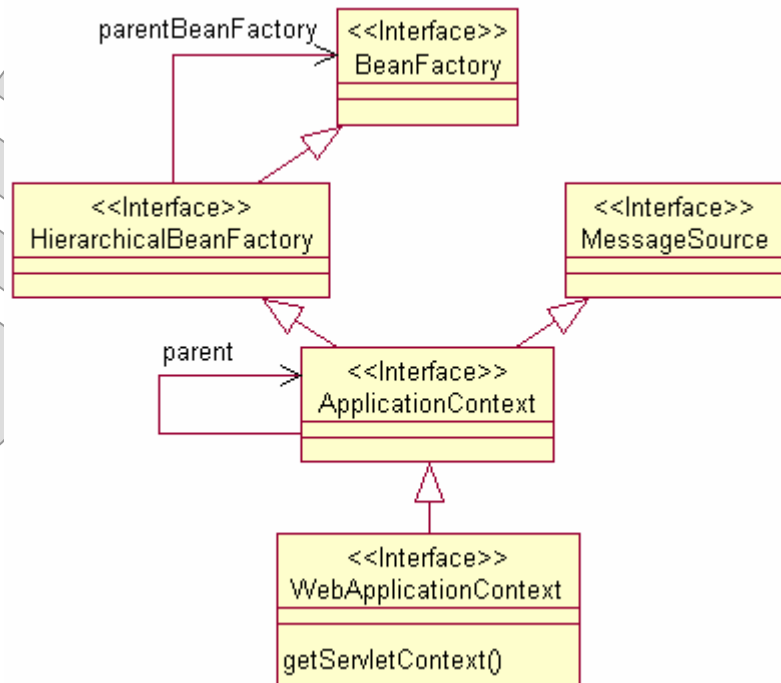 parentBeanFactory
<<Interface>>
BeanFactory
<<Interface>>
HierarchicalBeanFactory
<<Interface>>
MessageSource
parent
<<Interface>>
ApplicationContext
<<Interface>>
WebApplicationContext
getServletContext()